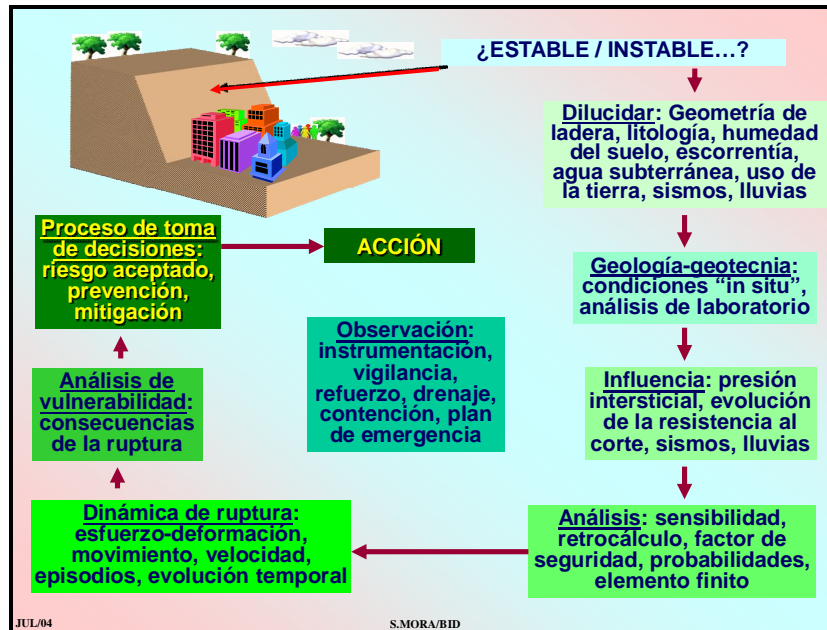 ¿ESTABLE / INSTABLE…?
Dilucidar: Geometría de
ladera, litología, humedad
del suelo, escorrentía,
agua subterránea, uso de
la tierra, sismos, lluvias
Geología-geotecnia:
condiciones “in situ”,
análisis de laboratorio
Influencia: presión
intersticial, evolución
de la resistencia al
corte, sismos, lluvias
Análisis: sensibilidad,
retrocálculo, factor de
seguridad, probabilidades,
elemento finito
Dinámica de ruptura:
esfuerzo-deformación,
movimiento, velocidad,
episodios, evolución temporal
Análisis de
vulnerabilidad:
consecuencias
de la ruptura
Proceso de toma
de decisiones:
riesgo aceptado,
prevención,
mitigación
ACCIÓN
Observación:
instrumentación,
vigilancia,
refuerzo, drenaje,
contención, plan
de emergencia
JUL/04
S.MORA/BID